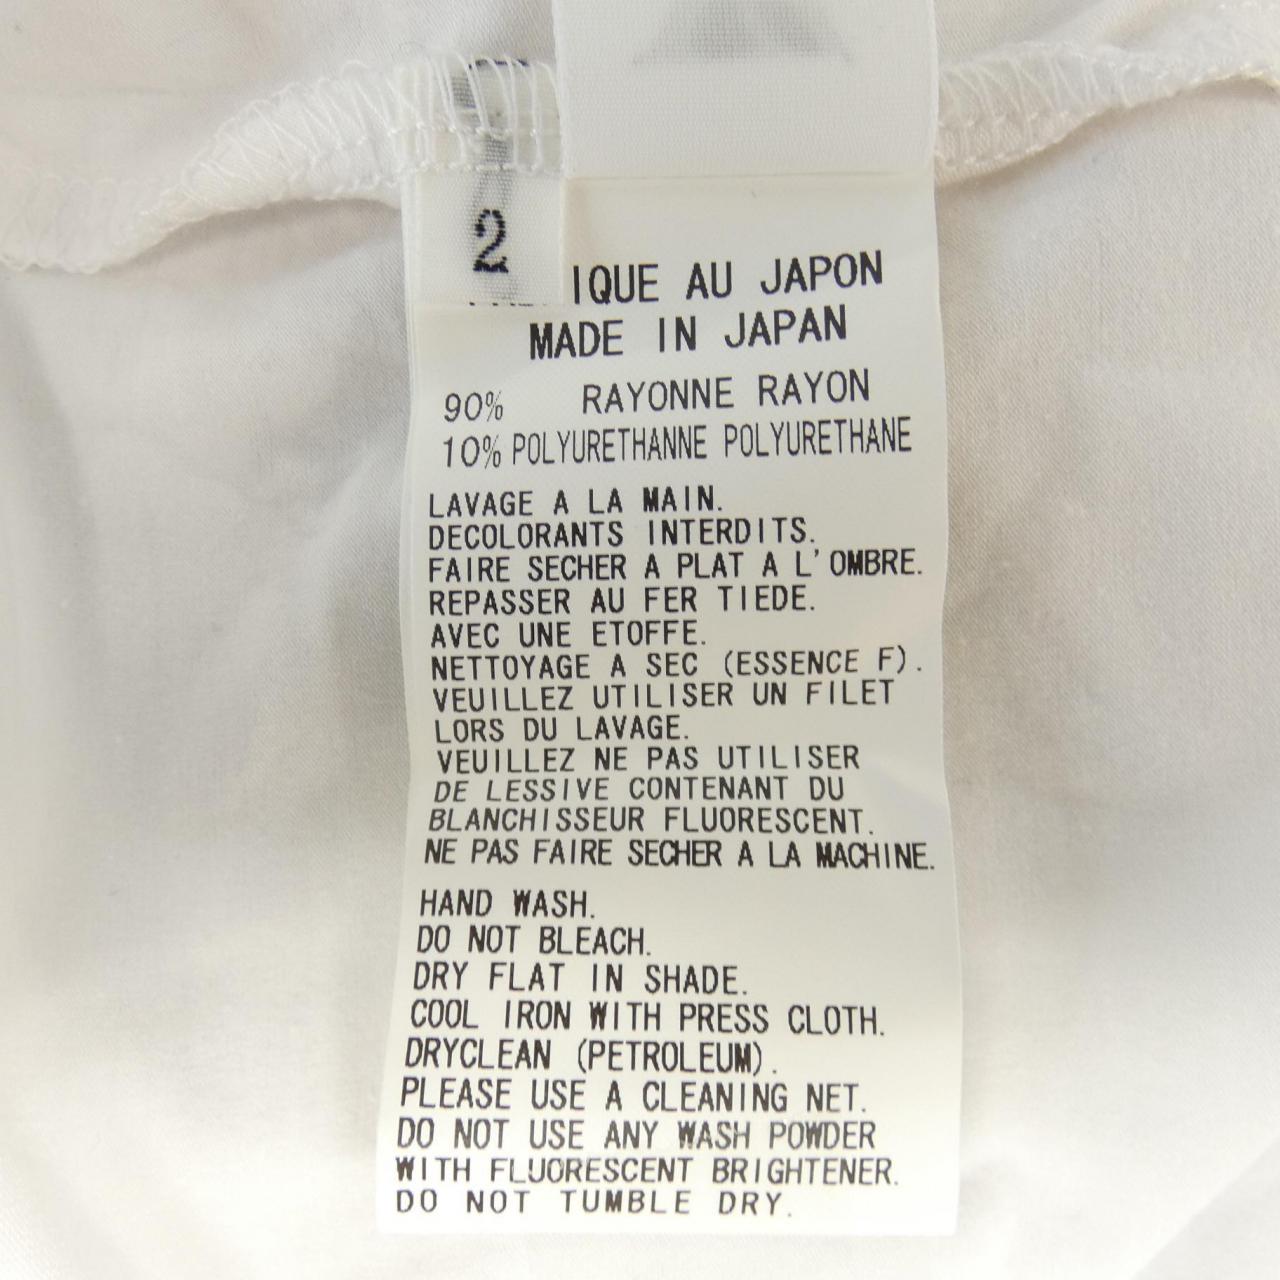 2
AU JAPON
MADE IN JAPAN
90% RAYONNE RAYON
10% POLYURETHANNE POLYURETHANE
LAVAGE A LA MAIN.
DECOLORANTS INTERDITS.
FAIRE SECHER A PLAT A L'OMBRE.
REPASSER AU FER TIEDE.
AVEC UNE ETOFFE.
NETTOYAGE A SEC (ESSENCE F).
VEUILLEZ UTILISER UN FILET
LORS DU LAVAGE.
VEUILLEZ NE PAS UTILISER
DE LESSIVE CONTENANT DU
BLANCHISSEUR FLUORESCENT.
NE PAS FAIRE SECHER A LA MACHINE.
HAND WASH.
DO NOT BLEACH.
DRY FLAT IN SHADE.
COOL IRON WITH PRESS CLOTH.
DRYCLEAN (PETROLEUM).
PLEASE USE A CLEANING NET.
DO NOT USE ANY WASH POWDER
WITH FLUORESCENT BRIGHTENER.
DO NOT TUMBLE DRY.